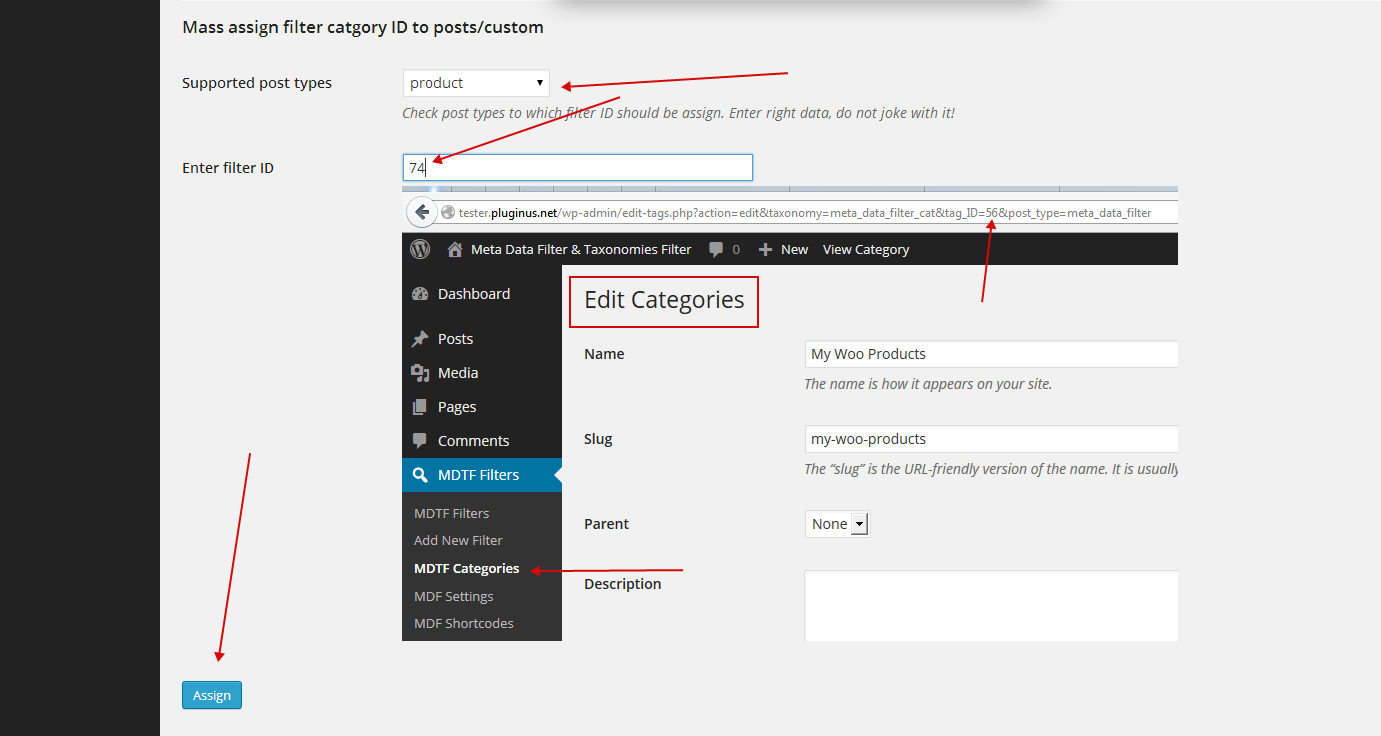 Mass assign filter catgory ID to posts/custom
Supported post types
product
Check post types to which filter ID should be assign. Enter right data, do not joke with it!
Enter filter ID
74
tester.pluginus.net/wp-admin/edit-tags.php?action=edit&taxonomy=meta_data_filter_cat&tag_ID=56&post_type=meta_data_filter
Meta Data Filter & Taxonomies Filter 0 New View Category
Dashboard
Posts
Media
Pages
Comments
MDTF Filters
MDTF Filters
Add New Filter
MDTF Categories
MDF Settings
MDF Shortcodes
Edit Categories
Name
My Woo Products
The name is how it appears on your site.
Slug
my-woo-products
The “slug” is the URL-friendly version of the name. It is usually
Parent
None
Description
Assign